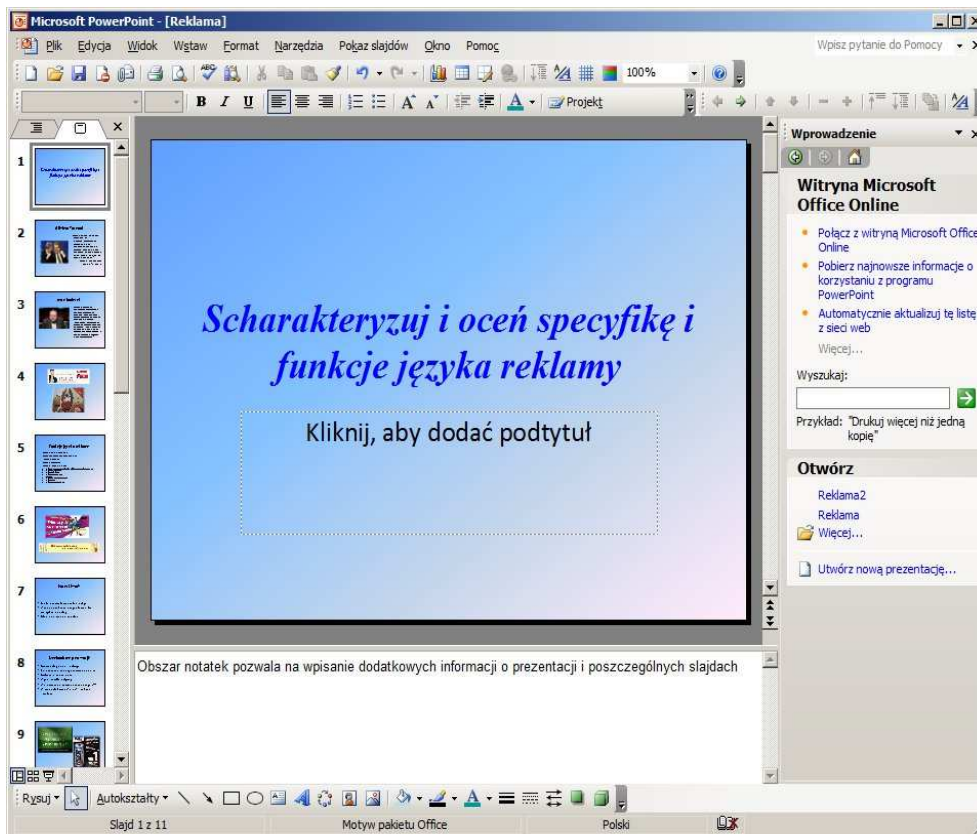 Microsoft PowerPoint - [Reklama]
Plik Edycja Widok Wstaw Format Narzędzia Pokaz slajdów Okno Pomoc
Wpisz pytanie do Pomocy
100%
B I U Projekt
Wprowadzenie
Witryna Microsoft
Office Online
Połącz z witryną Microsoft Office
Online
Pobierz najnowsze informacje o
korzystaniu z programu
PowerPoint
Automatycznie aktualizuj tę listę
z sieci web
Więcej...
Wyszukaj:
Przykład: "Drukuj więcej niż jedną
kopię"
Otwórz
Reklama2
Reklama
Więcej...
Utwórz nową prezentację...
1
2
3
4
5
6
7
8
9
Scharakteryzuj i oceń specyfikę i
funkcje języka reklamy
Kliknij, aby dodać podtytuł
Obszar notatek pozwala na wpisanie dodatkowych informacji o prezentacji i poszczególnych slajdach
Rysuj Autokształty
Slajd 1 z 11 Motyw pakietu Office Polski